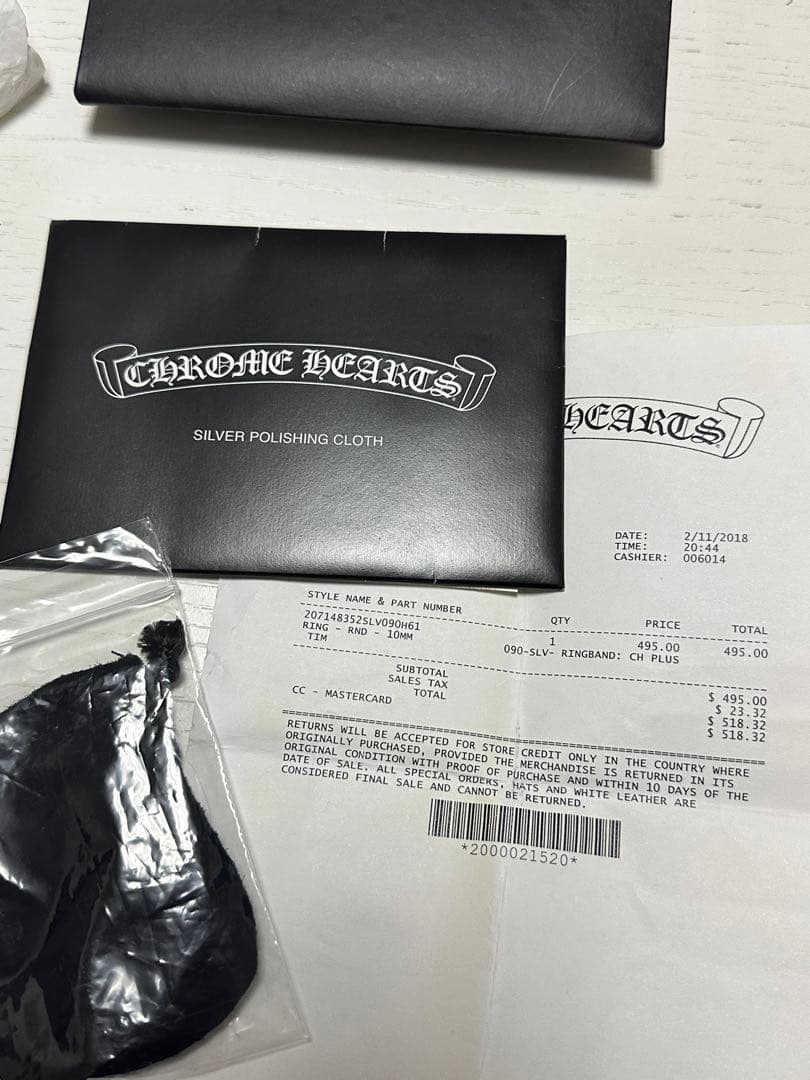 CHROME HEARTS
SILVER POLISHING CLOTH
HEARTS
DATE: 2/11/2018
TIME: 20:44
CASHIER: 006014
STYLE NAME & PART NUMBER QTY PRICE TOTAL
207148352SLV090H61 1 495.00 495.00
RING - RND - 10MM 090-SLV- RINGBAND: CH PLUS
TIM
SUBTOTAL $ 495.00
SALES TAX $ 23.32
TOTAL $ 518.32
CC - MASTERCARD $ 518.32
RETURNS WILL BE ACCEPTED FOR STORE CREDIT ONLY IN THE COUNTRY WHERE
ORIGINALLY PURCHASED, PROVIDED THE MERCHANDISE IS RETURNED IN ITS
ORIGINAL CONDITION WITH PROOF OF PURCHASE AND WITHIN 10 DAYS OF THE
DATE OF SALE. ALL SPECIAL ORDERS, HATS AND WHITE LEATHER ARE
CONSIDERED FINAL SALE AND CANNOT BE RETURNED.
*2000021520*